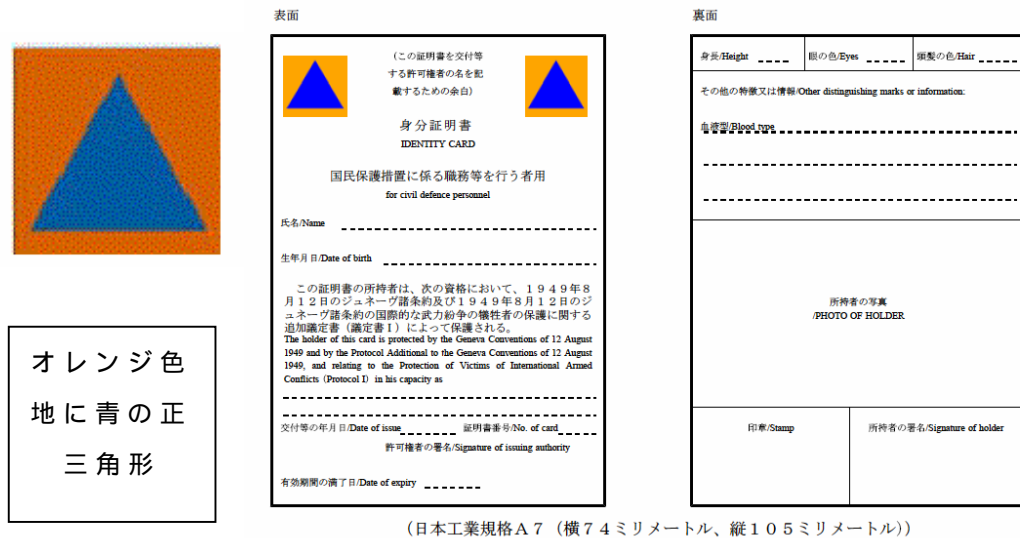 表面
(この証明書を交付等
する許可権者の名を記
載するための余白)
身分証明書
IDENTITY CARD
国民保護措置に係る職務等を行う者用
for civil defence personnel
氏名/Name
生年月日/Date of birth
この証明書の所持者は、次の資格において、１９４９年８
月１２日のジュネーヴ諸条約及び１９４９年８月１２日のジ
ュネーヴ諸条約の国際的な武力紛争の犠牲者の保護に関する
追加議定書（議定書Ⅰ）によって保護される。
The holder of this card is protected by the Geneva Conventions of 12 August
1949 and by the Protocol Additional to the Geneva Conventions of 12 August
1949, and relating to the Protection of Victims of International Armed
Conflicts (Protocol I) in his capacity as
交付等の年月日/Date of issue 証明書番号/No. of card
許可権者の署名/Signature of issuing authority
有効期間の満了日/Date of expiry
裏面
身長/Height 眼の色/Eyes 頭髪の色/Hair
その他の特徴又は情報/Other distinguishing marks or information:
血液型/Blood type
所持者の写真
/PHOTO OF HOLDER
印章/Stamp 所持者の署名/Signature of holder
オレンジ色
地に青の正
三角形
(日本工業規格Ａ７（横７４ミリメートル、縦１０５ミリメートル))